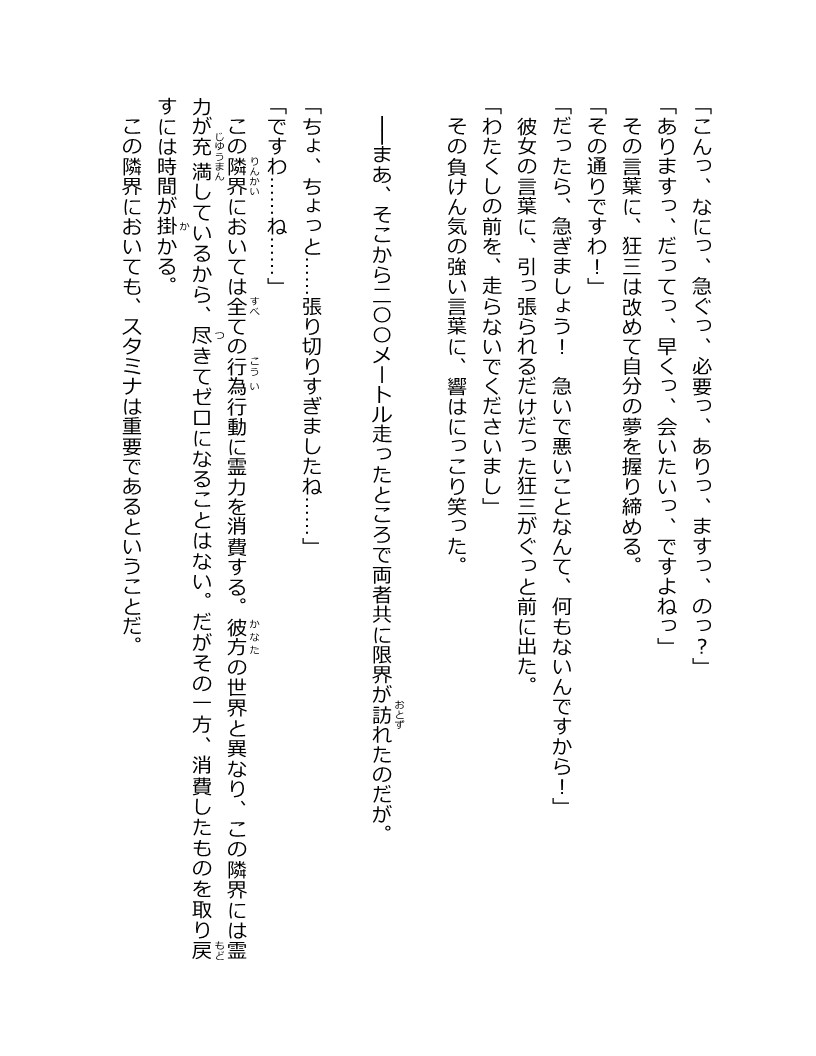 「こんっ、なにっ、急ぐっ、必要っ、ありっ、ますっ、のっ？」
「ありますっ、だってっ、早くっ、会いたいっ、ですよねっ」
　その言葉に、狂三は改めて自分の夢を握り締める。
「その通りですわ！」
「だったら、急ぎましょう！　急いで悪いことなんて、何もないんですから！」
　彼女の言葉に、引っ張られるだけだった狂三がぐっと前に出た。
「わたくしの前を、走らないでくださいまし」
　その負けん気の強い言葉に、響はにっこり笑った。
　――まあ、そこから二〇〇メートル走ったところで両者共に限界が訪れたのだが。
「ちょ、ちょっと……張り切りすぎましたね……」
「ですわ……ね……」
　この隣界においては全ての行為行動に霊力を消費する。彼方の世界と異なり、この隣界には霊
力が充満しているから、尽きてゼロになることはない。だがその一方、消費したものを取り戻
すには時間が掛かる。
　この隣界においても、スタミナは重要であるということだ。